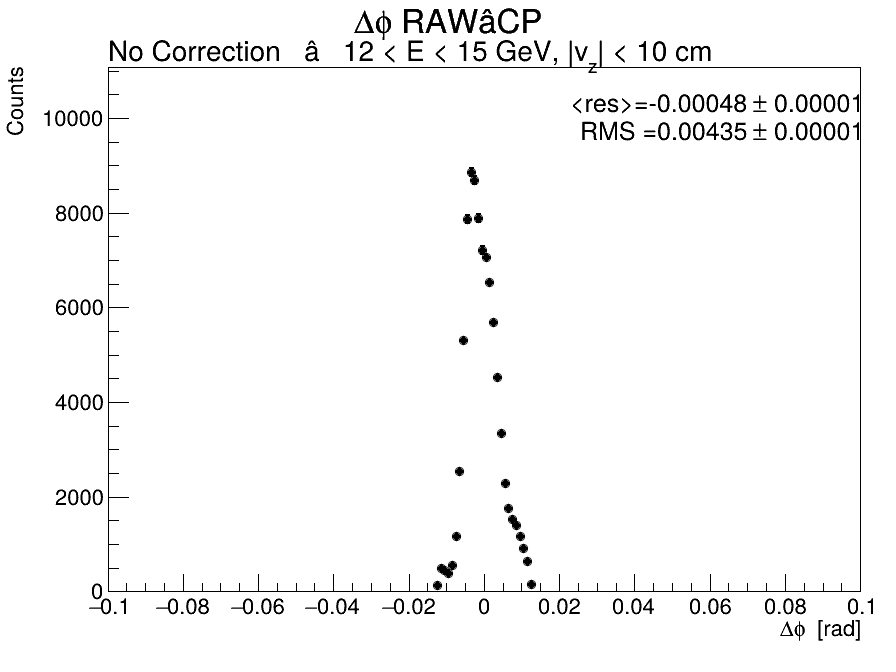 Δϕ RAWâCP
No Correction â 12 < E < 15 GeV, |v_z| < 10 cm
Counts
<res>=-0.00048 ± 0.00001
RMS =0.00435 ± 0.00001
10000
8000
6000
4000
2000
0
−0.1 −0.08 −0.06 −0.04 −0.02 0 0.02 0.04 0.06 0.08 0.1
Δϕ [rad]